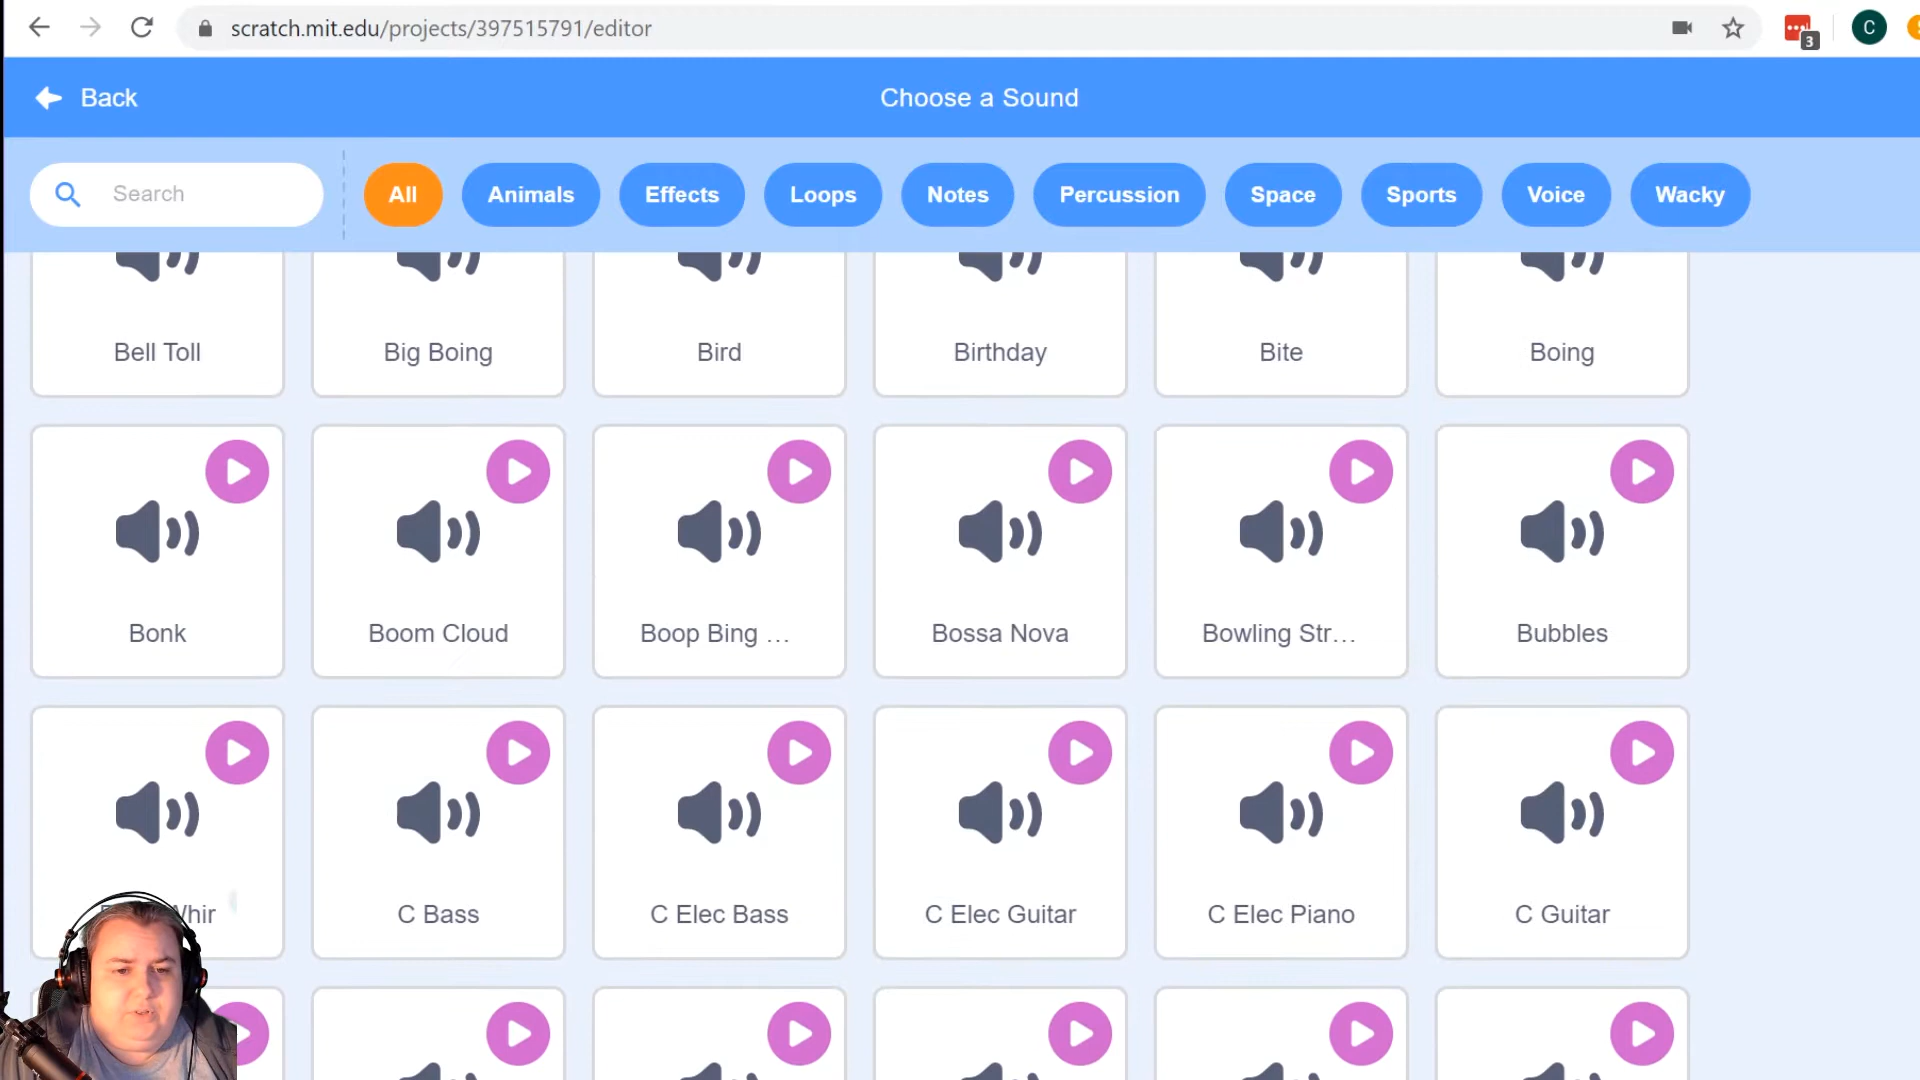 scratch.mit.edu/projects/397515791/editor
3
C
Back
Choose a Sound
Search
All
Animals
Effects
Loops
Notes
Percussion
Space
Sports
Voice
Wacky
Bell Toll
Big Boing
Bird
Birthday
Bite
Boing
Bonk
Boom Cloud
Boop Bing ...
Bossa Nova
Bowling Str...
Bubbles
C Bass
C Elec Bass
C Elec Guitar
C Elec Piano
C Guitar